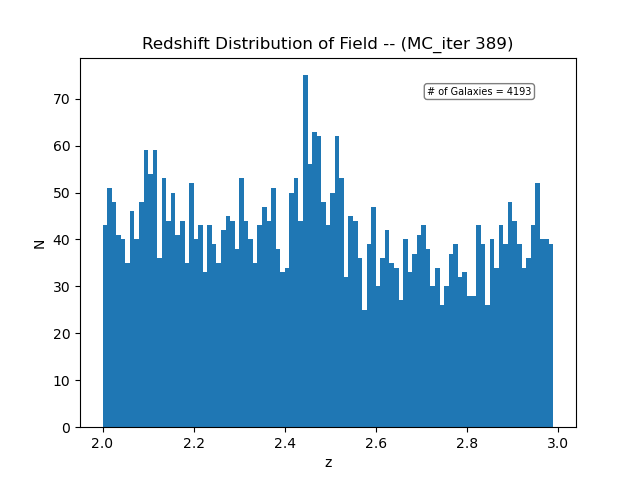 Redshift Distribution of Field -- (MC_iter 389)
# of Galaxies = 4193
70
60
50
40
30
20
10
0
N
2.0 2.2 2.4 2.6 2.8 3.0
z